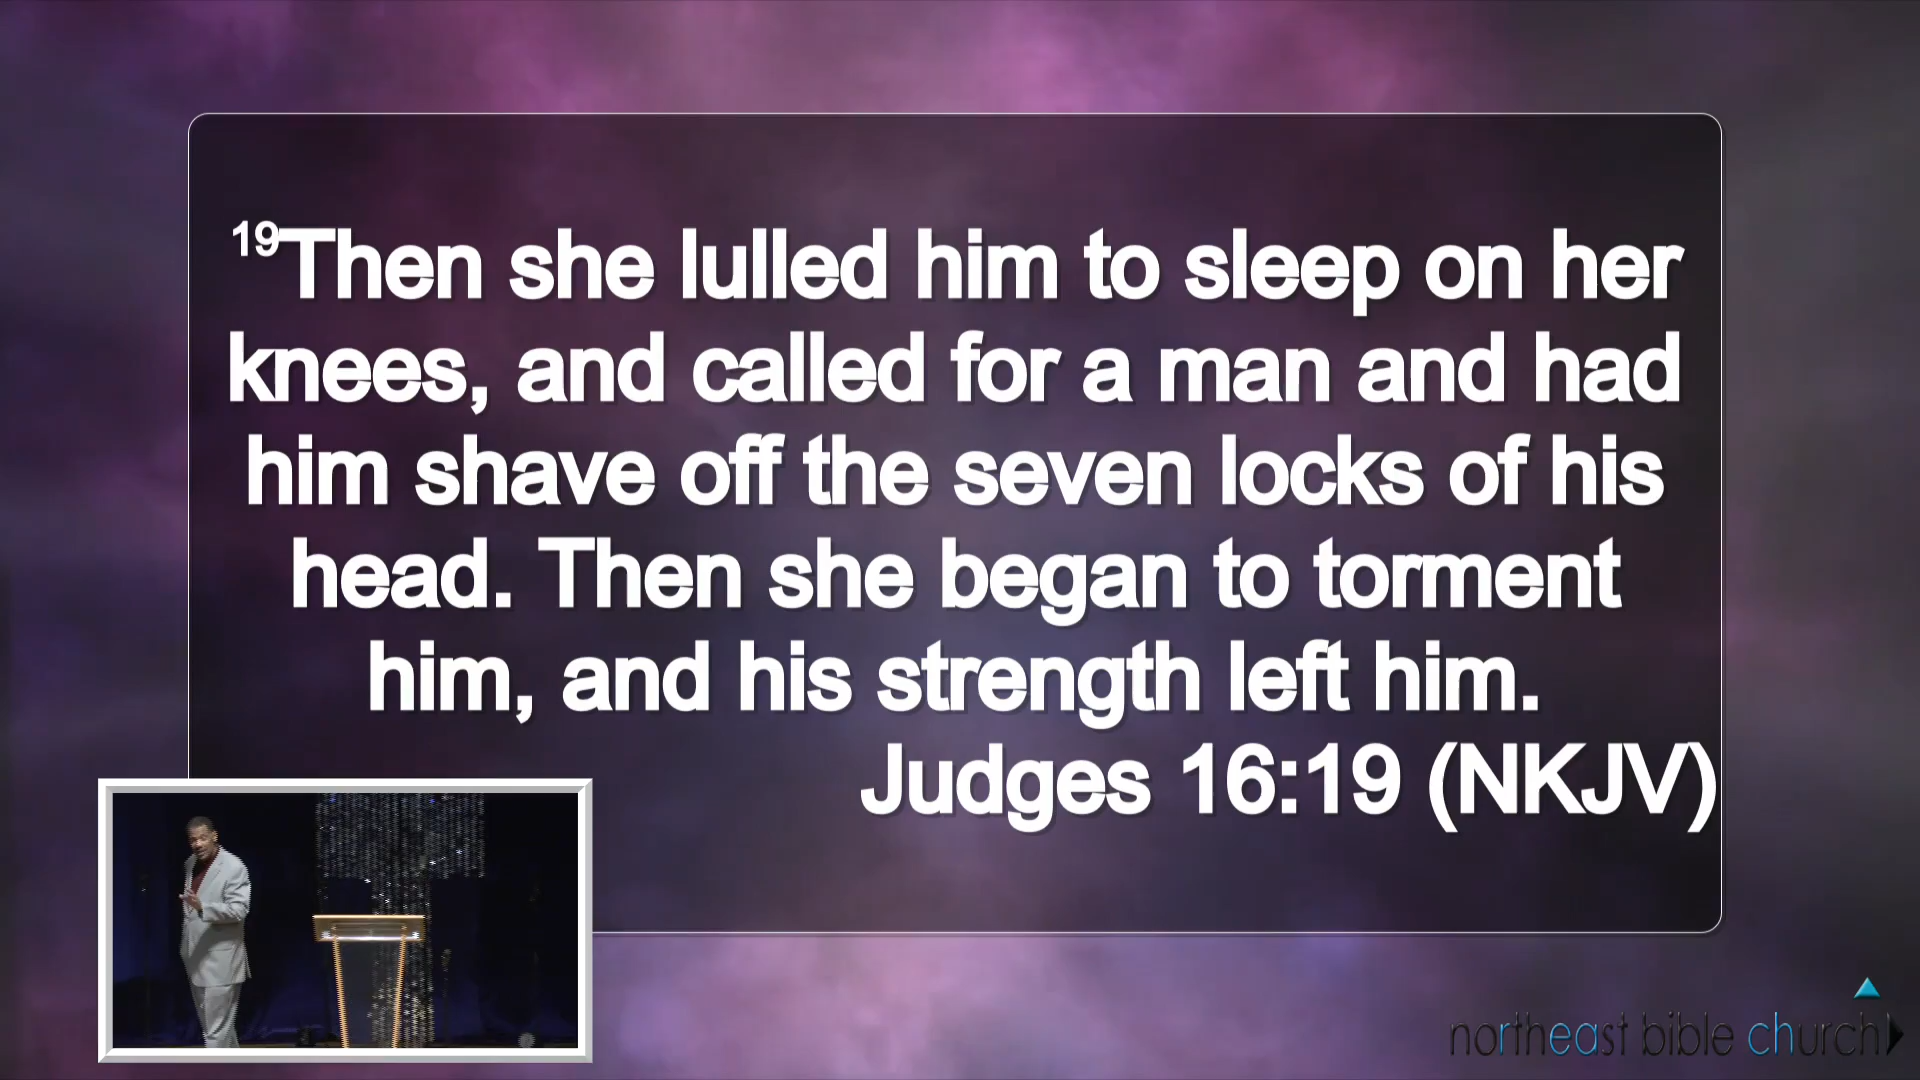 19Then she lulled him to sleep on her
knees, and called for a man and had
him shave off the seven locks of his
head. Then she began to torment
him, and his strength left him.
Judges 16:19 (NKJV)
northeast bible church